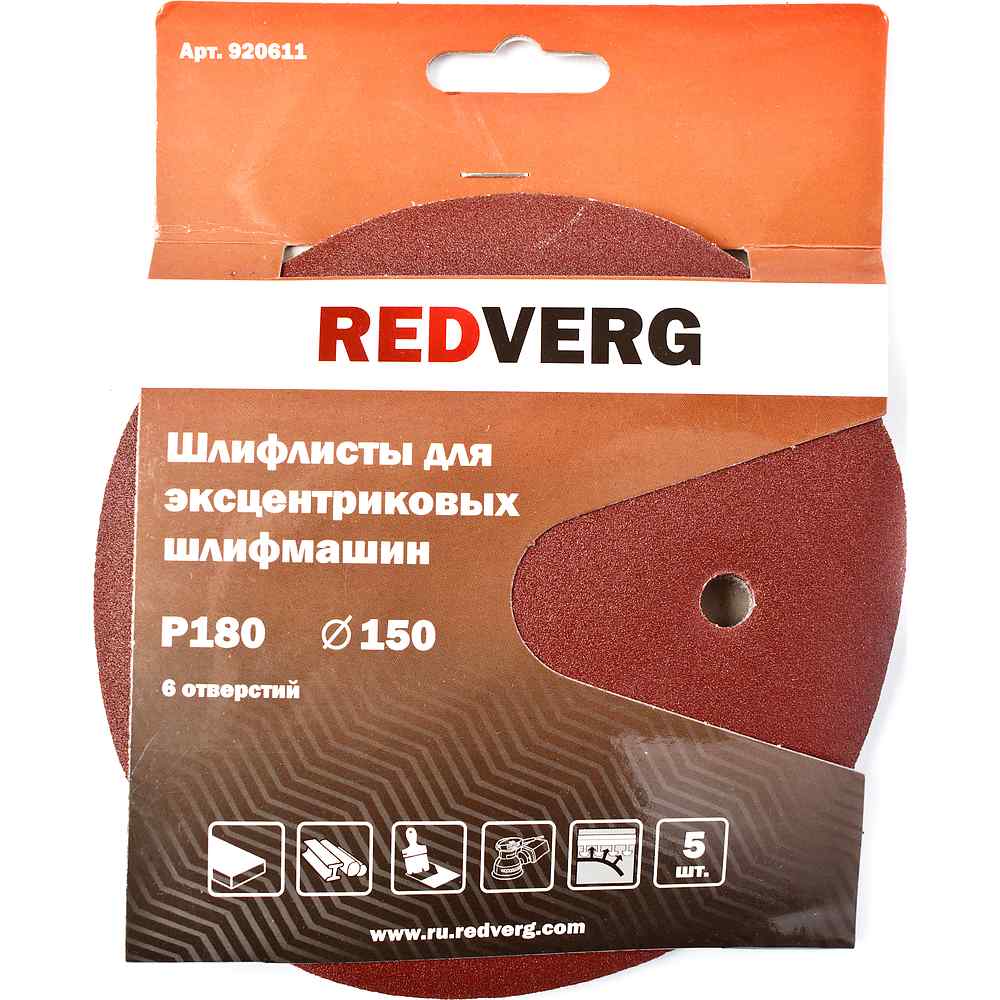 Арт. 920611
REDVERG
Шлифлисты для
эксцентриковых
шлифмашин
P180 ⌀ 150
6 отверстий
5
шт.
www.ru.redverg.com